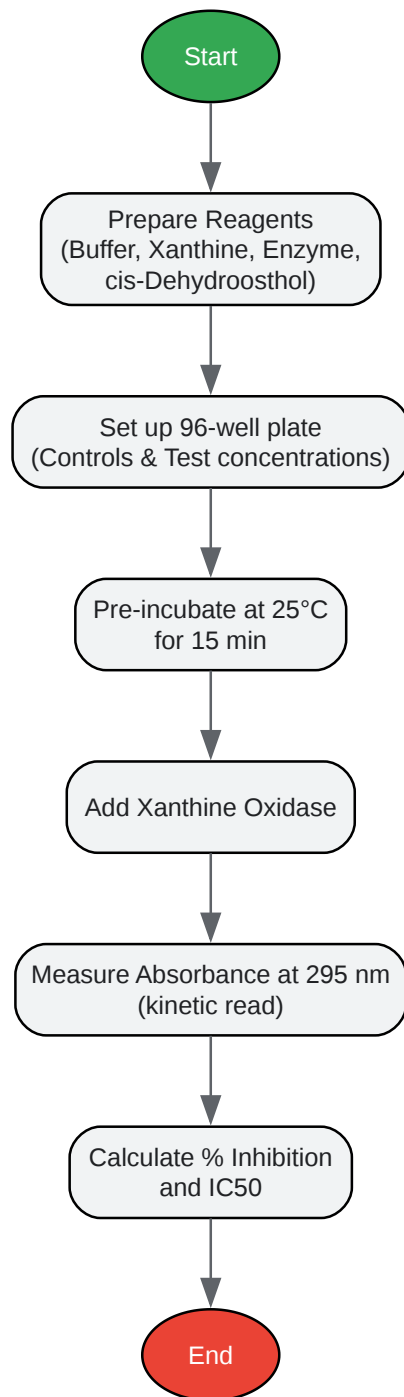 Start
Prepare Reagents
(Buffer, Xanthine, Enzyme,
cis-Dehydroosthol)
Set up 96-well plate
(Controls & Test concentrations)
Pre-incubate at 25°C
for 15 min
Add Xanthine Oxidase
Measure Absorbance at 295 nm
(kinetic read)
Calculate % Inhibition
and IC50
End